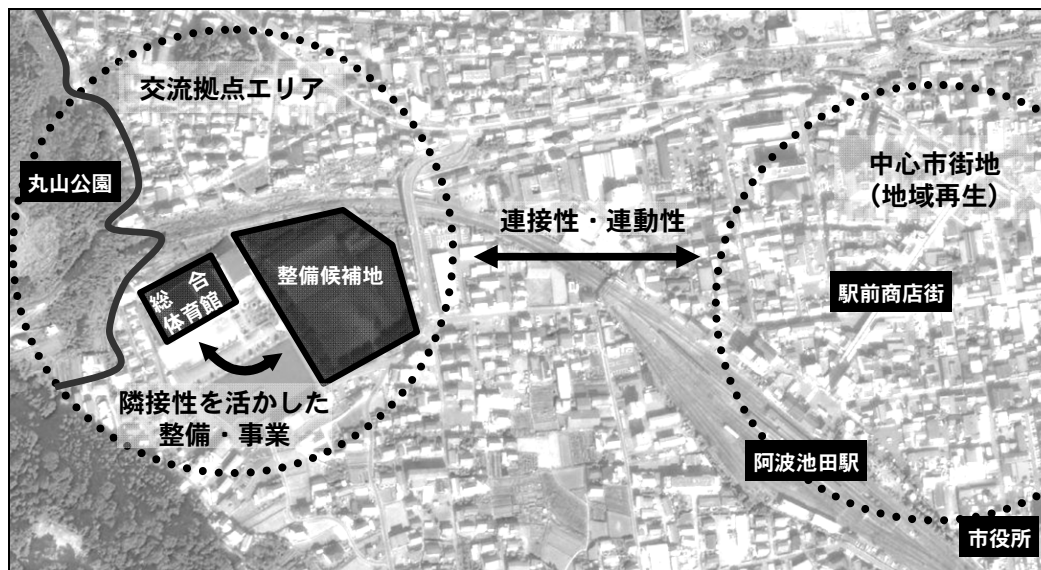 交流拠点エリア
丸山公園
総合
体育館
整備候補地
隣接性を活かした
整備・事業
連接性・連動性
中心市街地
(地域再生)
駅前商店街
阿波池田駅
市役所